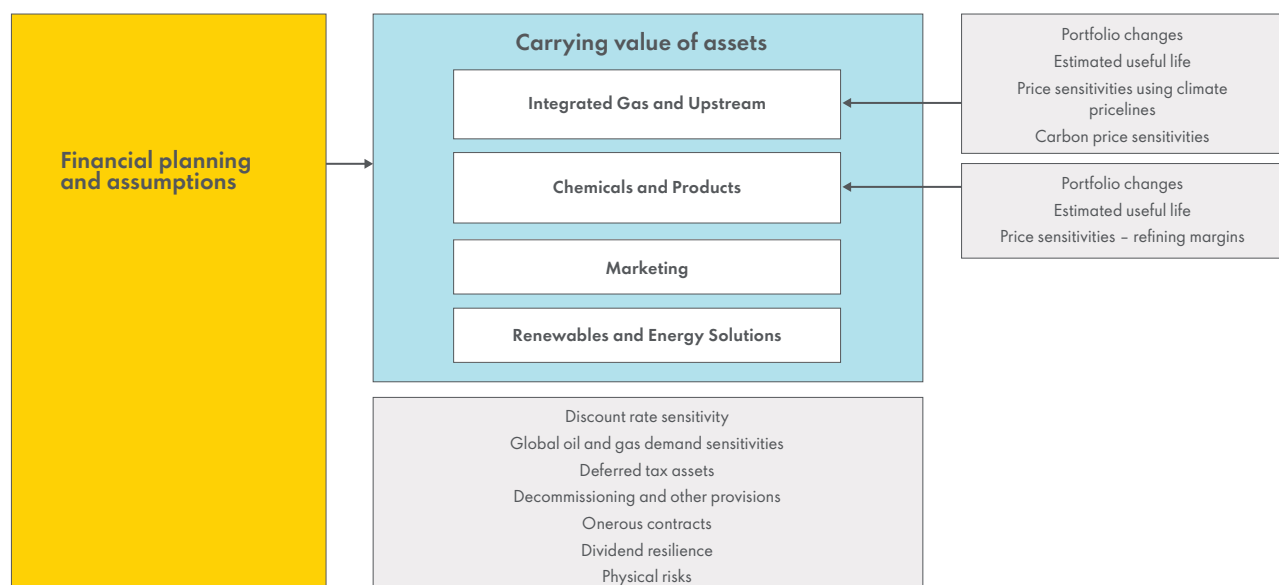 Financial planning
and assumptions
Carrying value of assets
Integrated Gas and Upstream
Chemicals and Products
Marketing
Renewables and Energy Solutions
Portfolio changes
Estimated useful life
Price sensitivities using climate
pricelines
Carbon price sensitivities
Portfolio changes
Estimated useful life
Price sensitivities – refining margins
Discount rate sensitivity
Global oil and gas demand sensitivities
Deferred tax assets
Decommissioning and other provisions
Onerous contracts
Dividend resilience
Physical risks